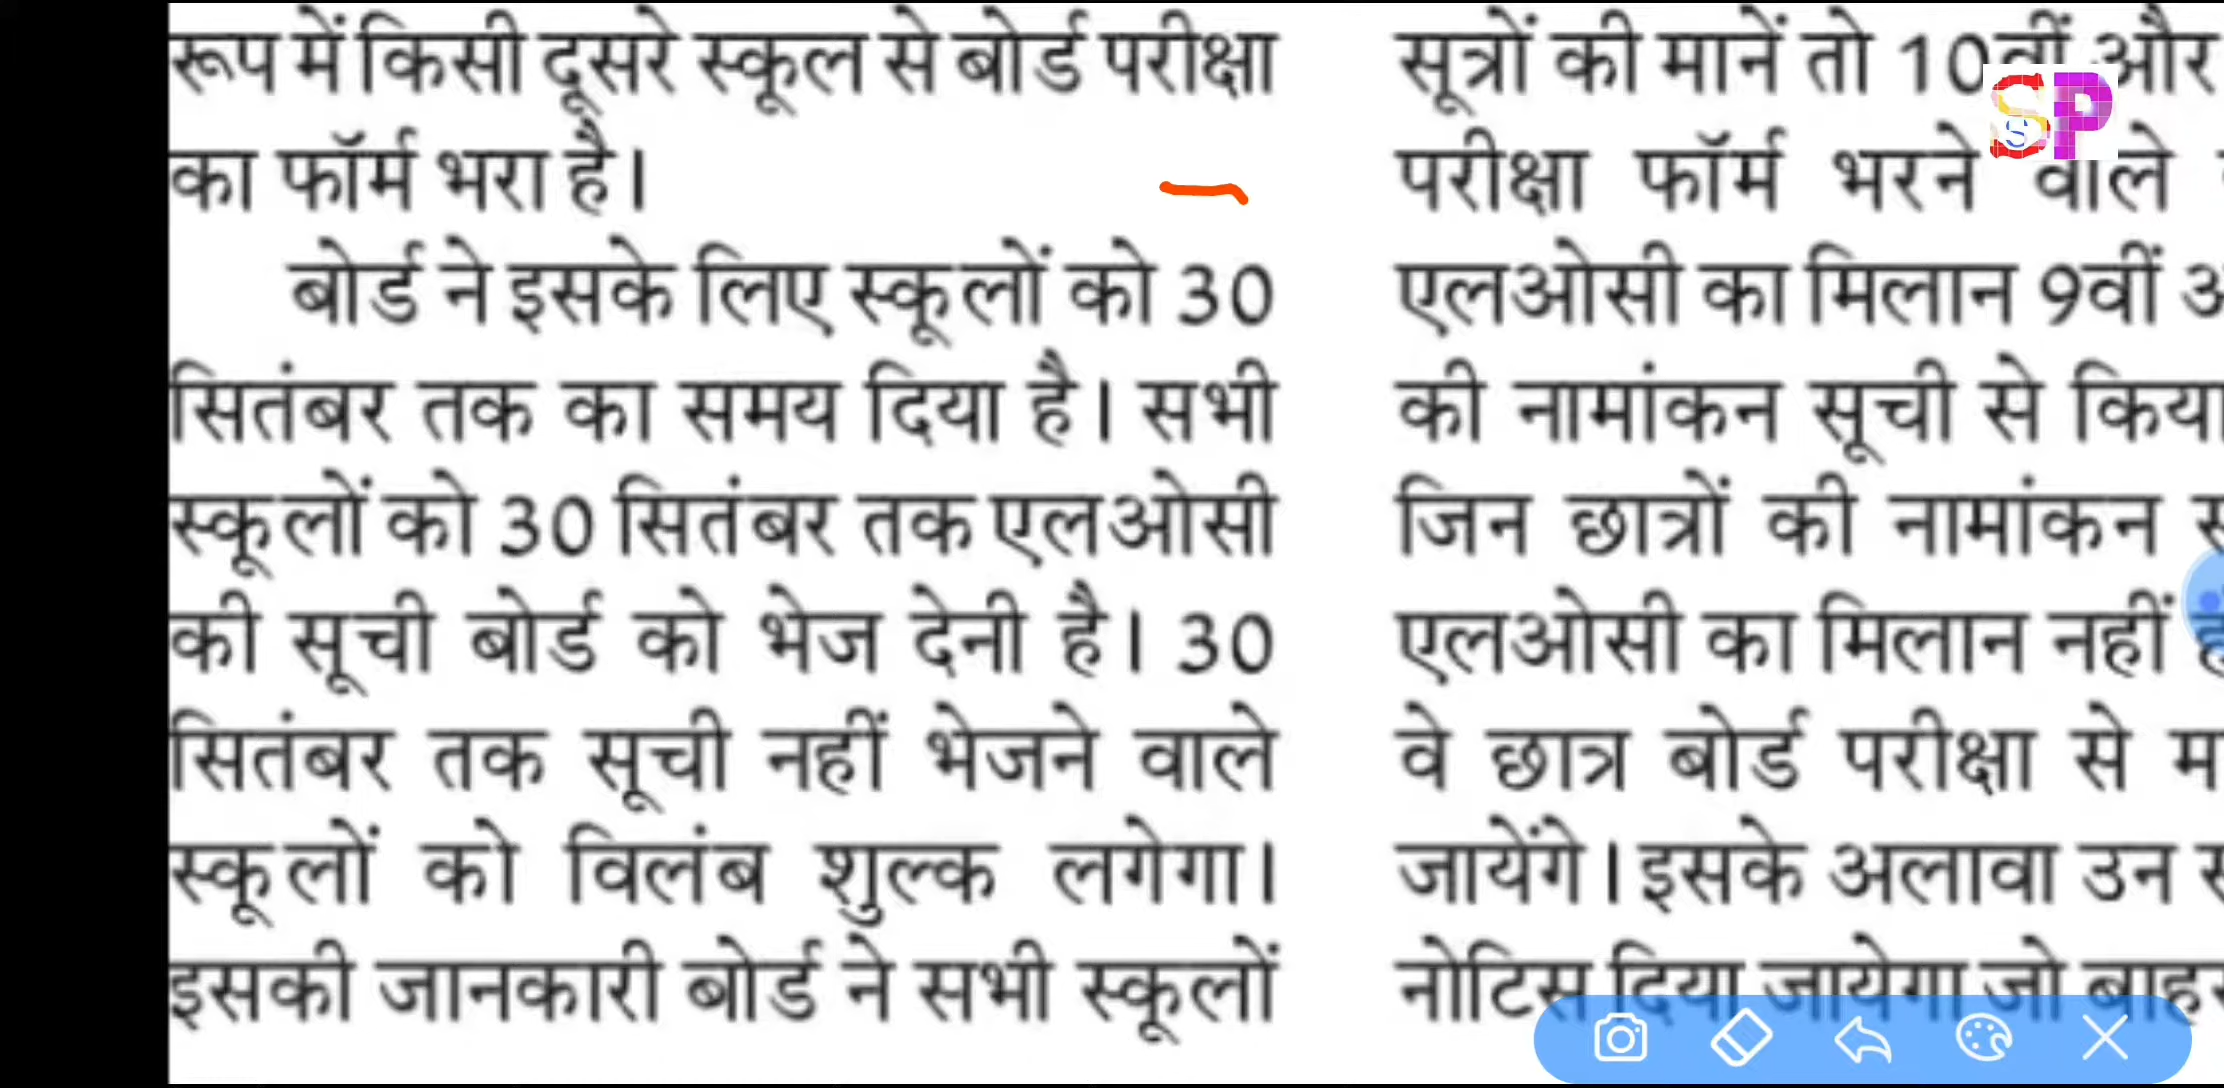 रूप में किसी दूसरे स्कूल से बोर्ड परीक्षा
का फॉर्म भरा है।
बोर्ड ने इसके लिए स्कूलों को 30
सितंबर तक का समय दिया है। सभी
स्कूलों को 30 सितंबर तक एलओसी
की सूची बोर्ड को भेज देनी है। 30
सितंबर तक सूची नहीं भेजने वाले
स्कूलों को विलंब शुल्क लगेगा।
इसकी जानकारी बोर्ड ने सभी स्कूलों
सूत्रों की मानें तो 10वीं और
परीक्षा फॉर्म भरने वाले
एलओसी का मिलान 9वीं
की नामांकन सूची से किया
जिन छात्रों की नामांकन
एलओसी का मिलान नहीं
वे छात्र बोर्ड परीक्षा से
जायेंगे। इसके अलावा उन
नोटिस दिया जायेगा जो
SP
S